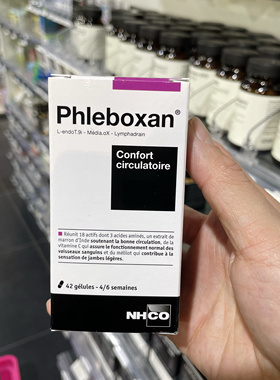 Phleboxan®
L-endoT.9i - Média.oX - Lymphadrain
Confort
circulatoire
Réunit 18 actifs dont 3 acides aminés, un extrait de
marron d'Inde soutenant la bonne circulation, de la
vitamine C qui assure le fonctionnement normal des
vaisseaux sanguins et du mélilot qui contribue à la
sensation de jambes légères.
42 gélules - 4/6 semaines
NHCO